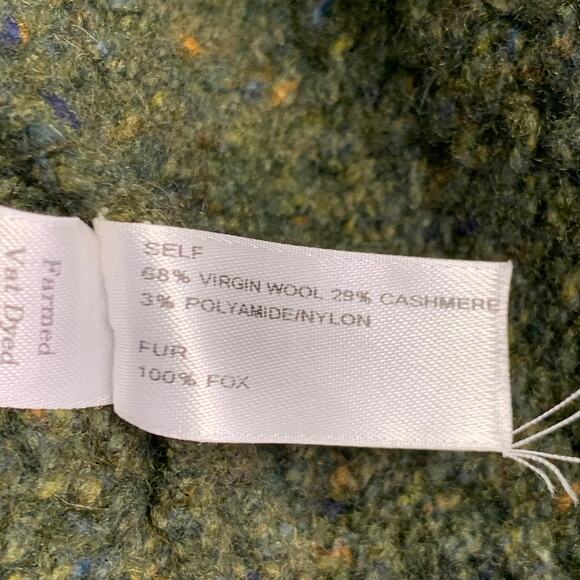 Farmed
Vat Dyed
SELF
68% VIRGIN WOOL 29% CASHMERE
3% POLYAMIDE/NYLON
FUR
100% FOX